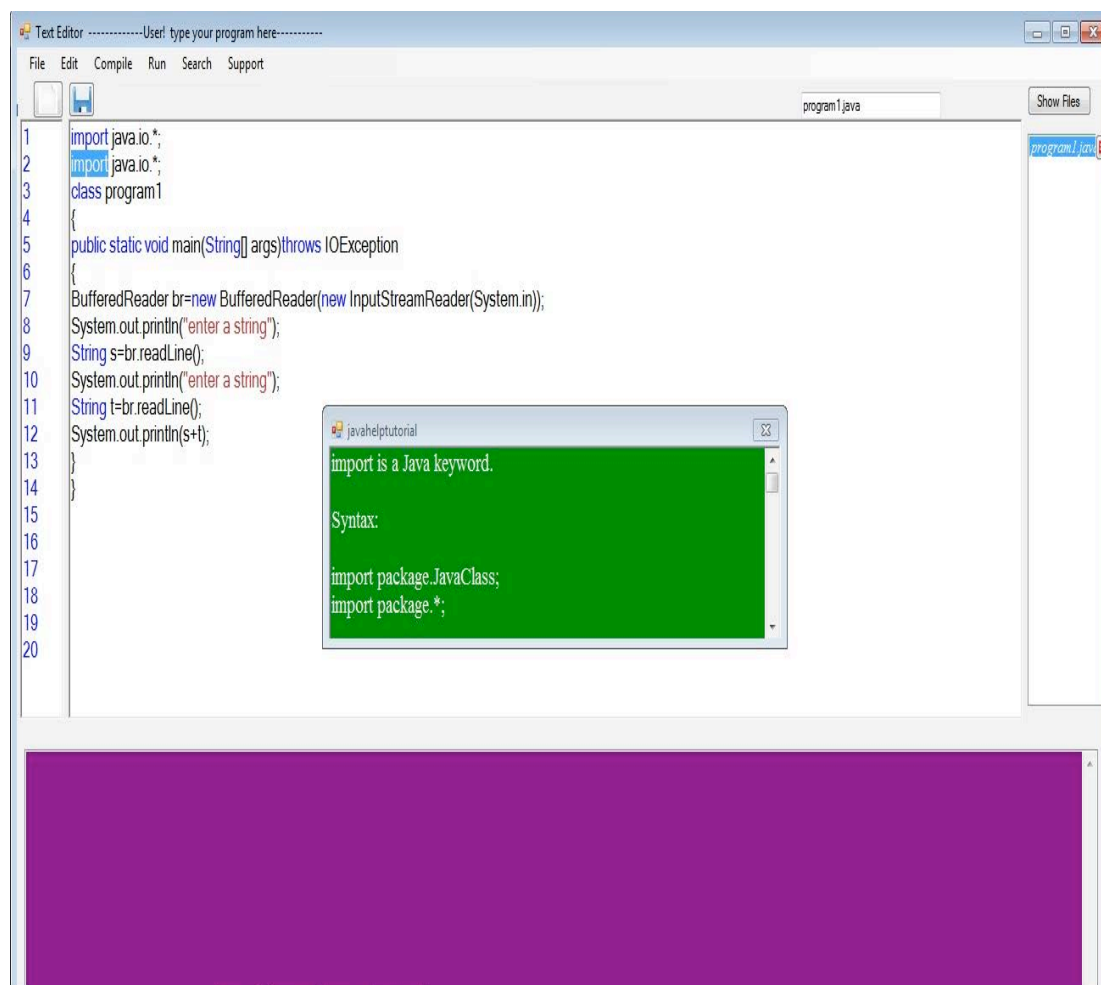 Text Editor -------------User! type your program here-----------
File Edit Compile Run Search Support
program1.java
Show Files
1 import java.io.*;
2 import java.io.*;
3 class program1
4 {
5 public static void main(String[] args)throws IOException
6 {
7 BufferedReader br=new BufferedReader(new InputStreamReader(System.in));
8 System.out.println("enter a string");
9 String s=br.readLine();
10 System.out.println("enter a string");
11 String t=br.readLine();
12 System.out.println(s+t);
13 }
14 }
15
16
17
18
19
20
program1.java
javahelptutorial
import is a Java keyword.
Syntax:
import package.JavaClass;
import package.*;